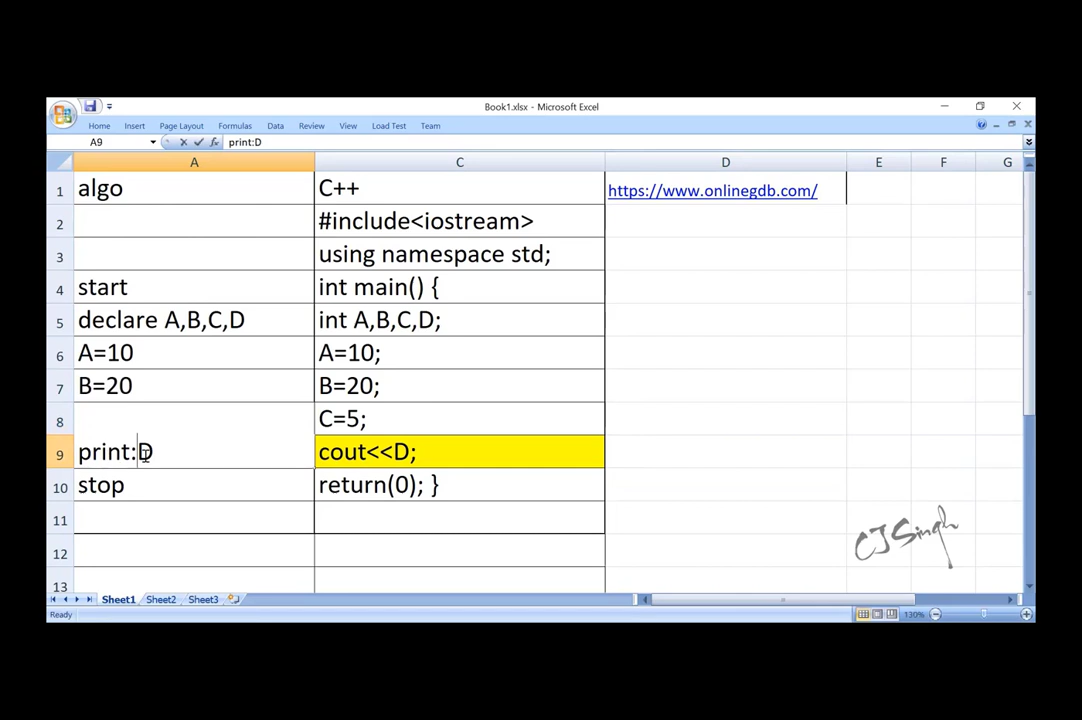 Book1.xlsx - Microsoft Excel
Home Insert Page Layout Formulas Data Review View Load Test Team
A9 fx print:D
A C D E F G
1 algo C++ https://www.onlinegdb.com/
2 #include<iostream>
3 using namespace std;
4 start int main() {
5 declare A,B,C,D int A,B,C,D;
6 A=10 A=10;
7 B=20 B=20;
8 C=5;
9 print:D cout<<D;
10 stop return(0); }
11
12
13
CJSingh
Sheet1 Sheet2 Sheet3
Ready 130%